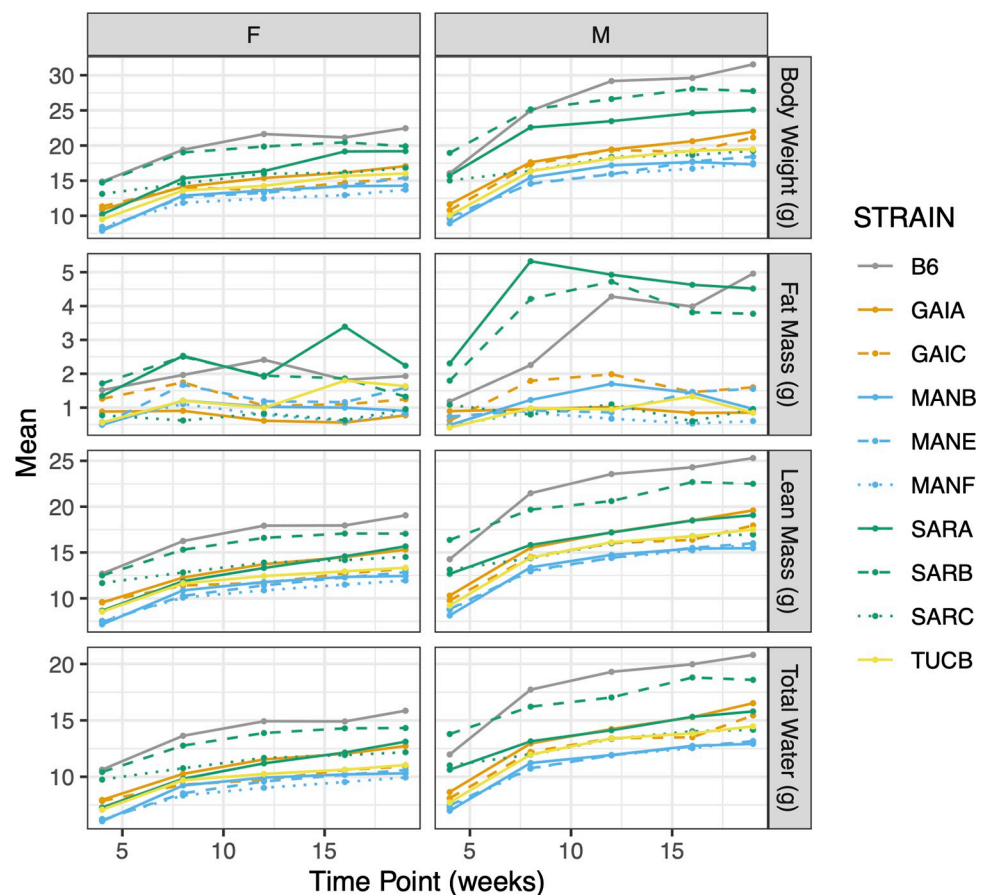 F M
30
25
20
15
10
Body Weight (g)
5
4
3
2
1
Fat Mass (g)
Mean
25
20
15
10
Lean Mass (g)
20
15
10
Total Water (g)
5 10 15 5 10 15
Time Point (weeks)
STRAIN
B6
GAIA
GAIC
MANB
MANE
MANF
SARA
SARB
SARC
TUCB